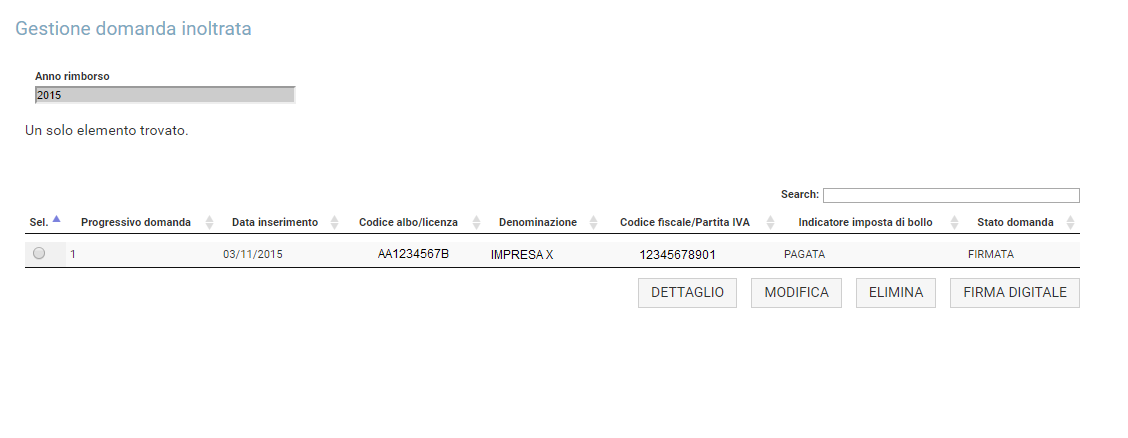 Gestione domanda inoltrata
Anno rimborso
2015
Un solo elemento trovato.
Search:
Sel. Progressivo domanda Data inserimento Codice albo/licenza Denominazione Codice fiscale/Partita IVA Indicatore imposta di bollo Stato domanda
1 03/11/2015 AA1234567B IMPRESA X 12345678901 PAGATA FIRMATA
DETTAGLIO MODIFICA ELIMINA FIRMA DIGITALE